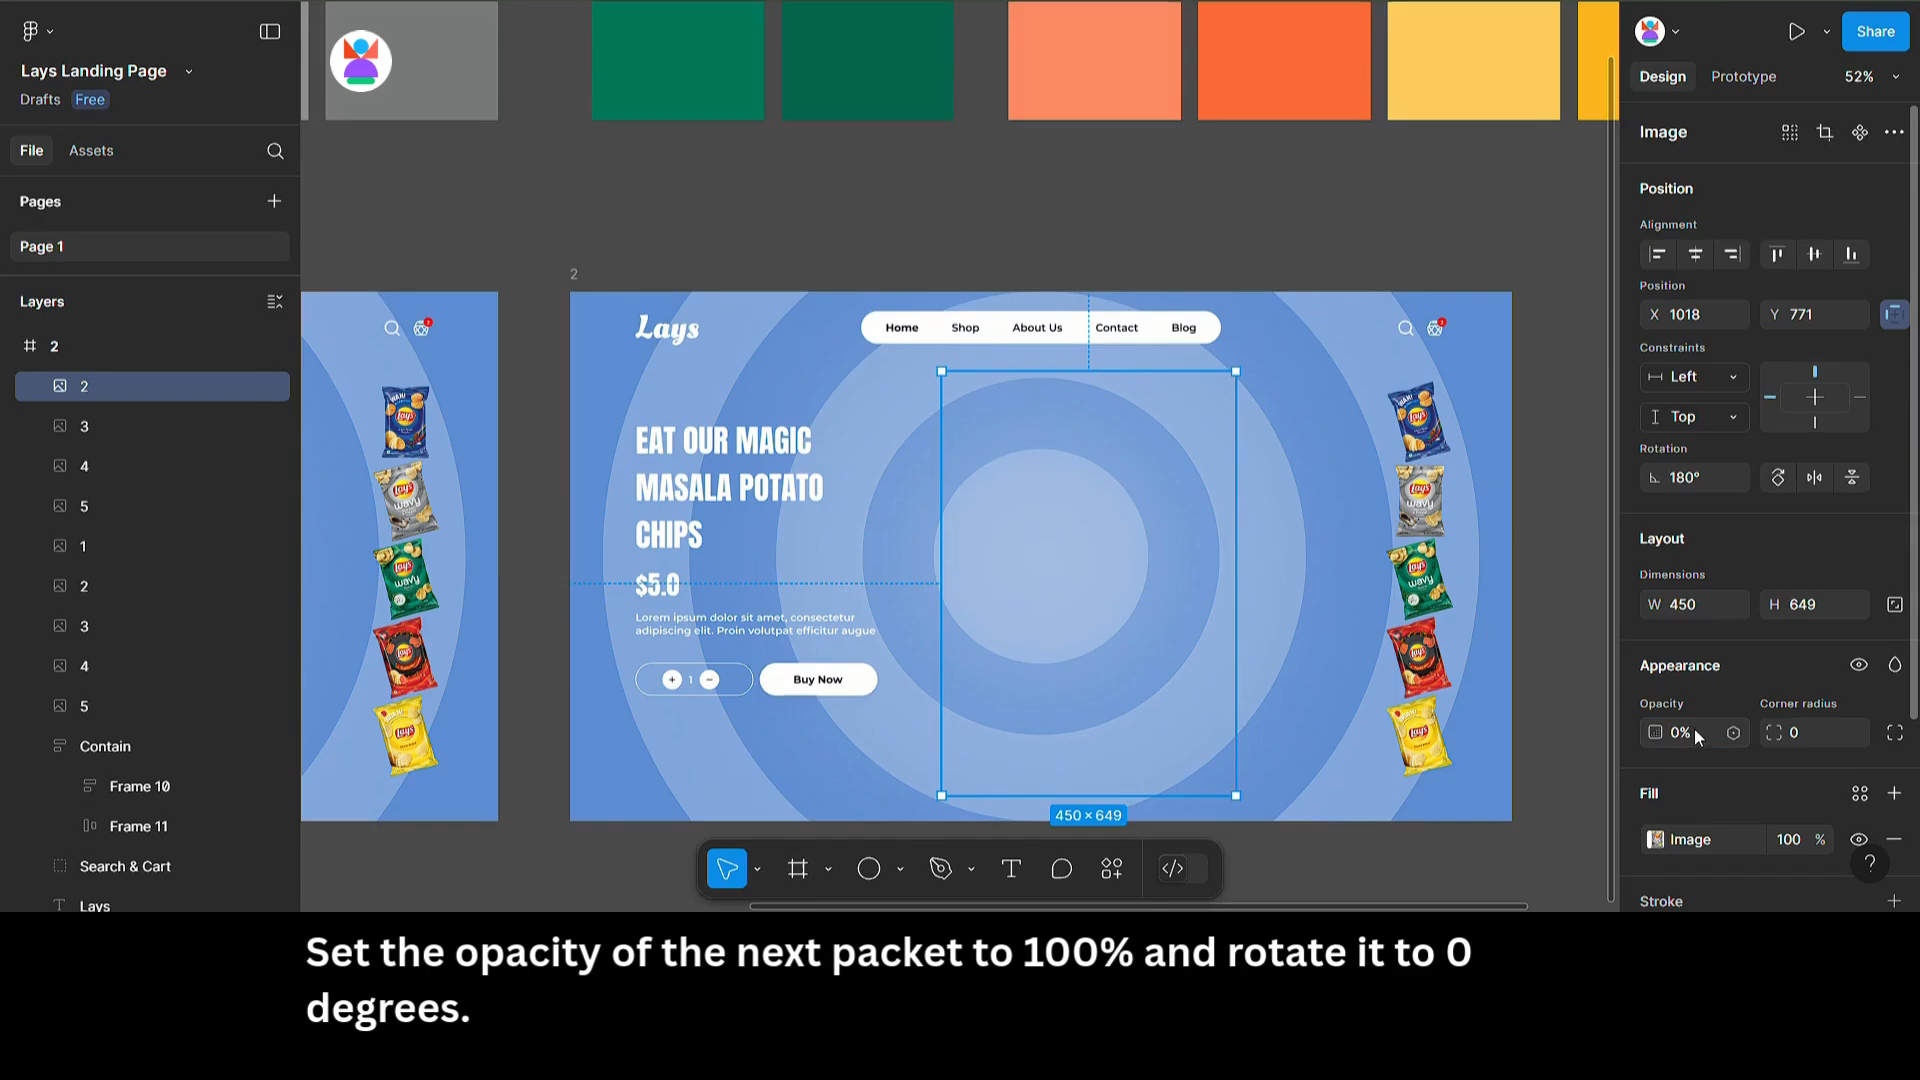 Lays Landing Page
Drafts Free
File Assets
Pages
Page 1
Layers
2
2
3
4
5
1
2
3
4
5
Contain
Frame 10
Frame 11
Search & Cart
Lays
2
Lays
Home Shop About Us Contact Blog
EAT OUR MAGIC
MASALA POTATO
CHIPS
$5.0
Lorem ipsum dolor sit amet, consectetur
adipiscing elit. Proin volutpat efficitur augue
+ 1 −
Buy Now
450 × 649
Share
Design Prototype 52%
Image
Position
Alignment
Position
X 1018 Y 771
Constraints
Left
Top
Rotation
180°
Layout
Dimensions
W 450 H 649
Appearance
Opacity Corner radius
0% 0
Fill
Image 100 %
?
Stroke
Set the opacity of the next packet to 100% and rotate it to 0
degrees.